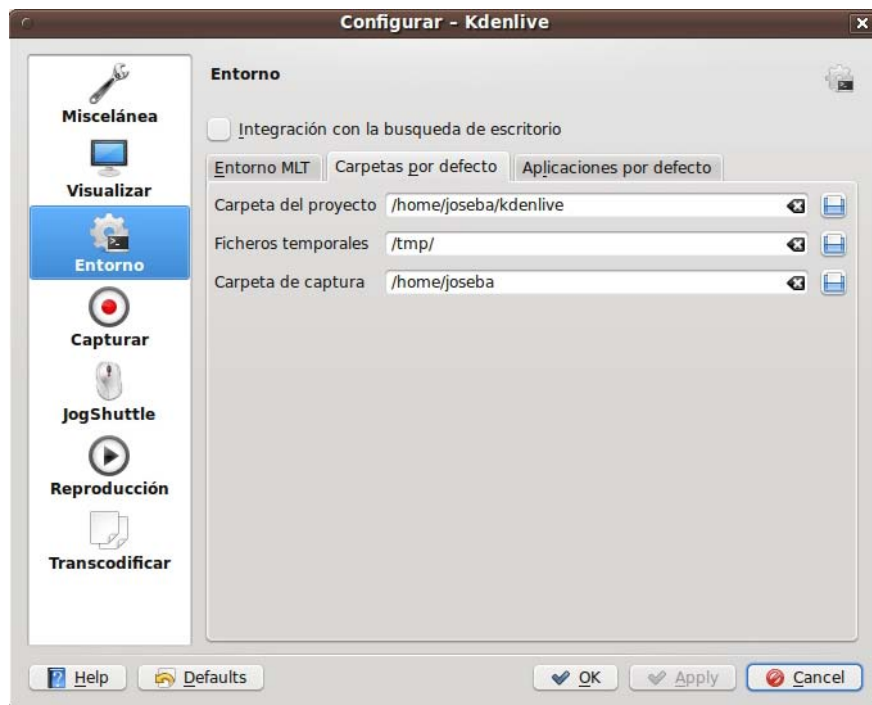 Configurar – Kdenlive
Miscelánea
Visualizar
Entorno
Capturar
JogShuttle
Reproducción
Transcodificar
Entorno
Integración con la busqueda de escritorio
Entorno MLT Carpetas por defecto Aplicaciones por defecto
Carpeta del proyecto /home/joseba/kdenlive
Ficheros temporales /tmp/
Carpeta de captura /home/joseba
Help Defaults OK Apply Cancel